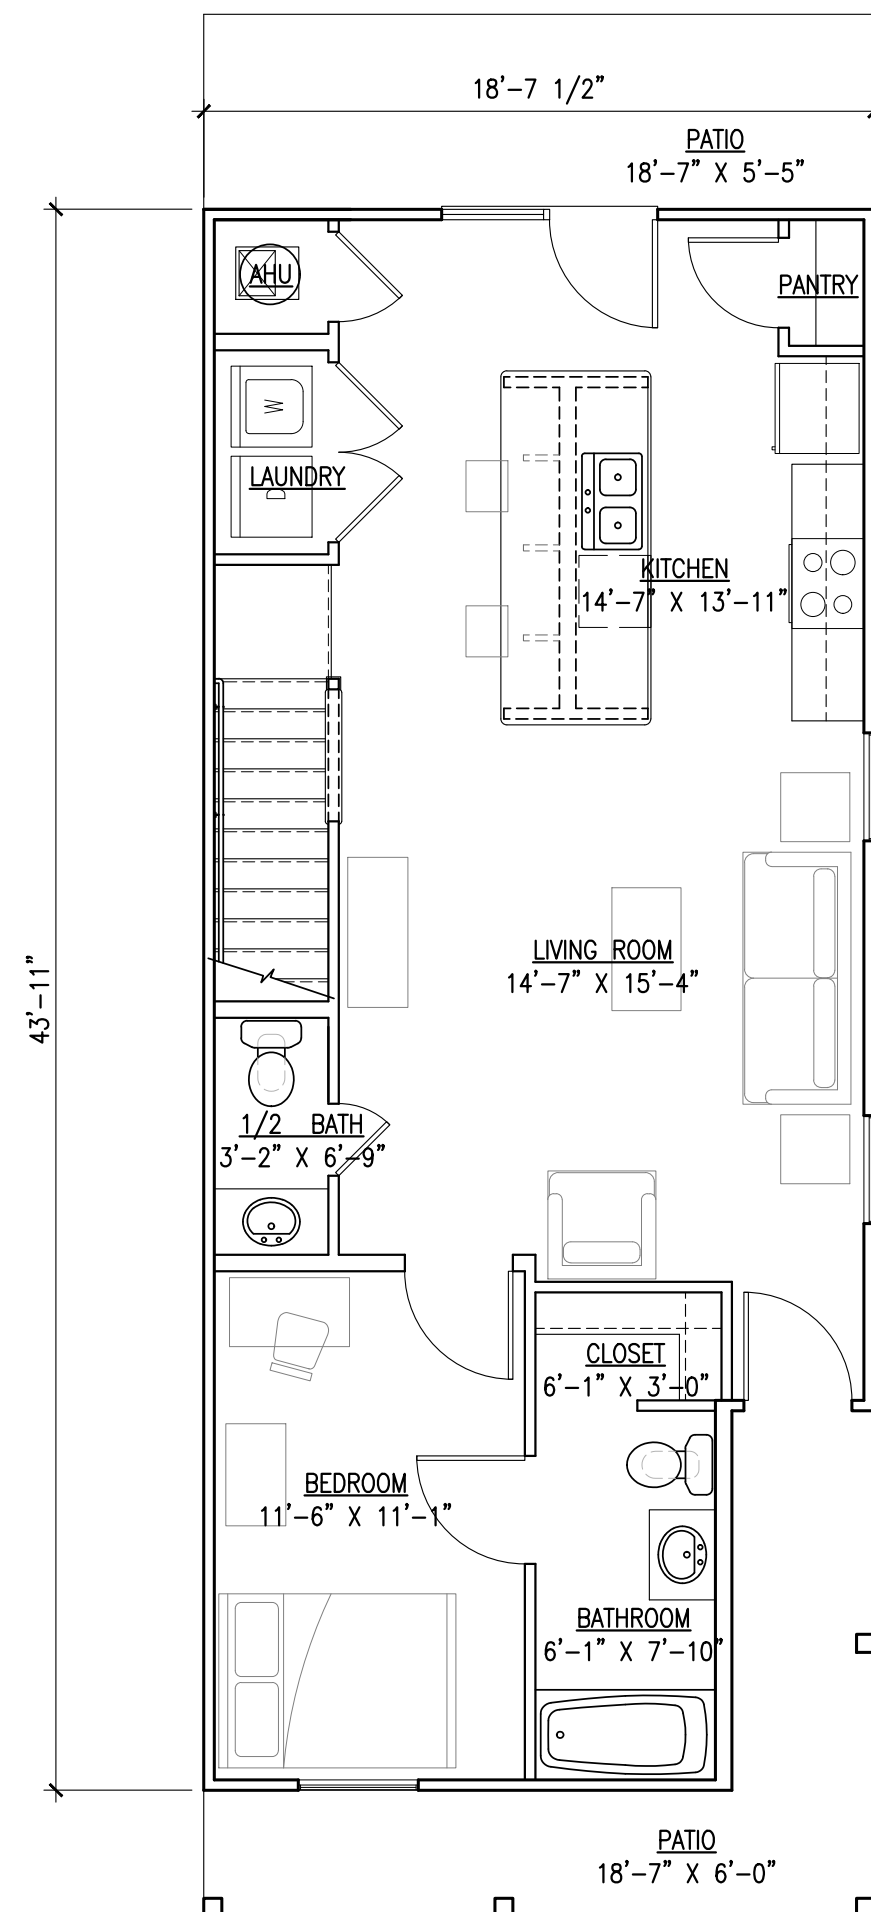 18'-7 1/2"
PATIO
18'-7" X 5'-5"
AHU
PANTRY
W
LAUNDRY
D
KITCHEN
14'-7" X 13'-11"
LIVING ROOM
14'-7" X 15'-4"
43'-11"
1/2 BATH
3'-2" X 6'-9"
CLOSET
6'-1" X 3'-0"
BEDROOM
11'-6" X 11'-1"
BATHROOM
6'-1" X 7'-10"
PATIO
18'-7" X 6'-0"